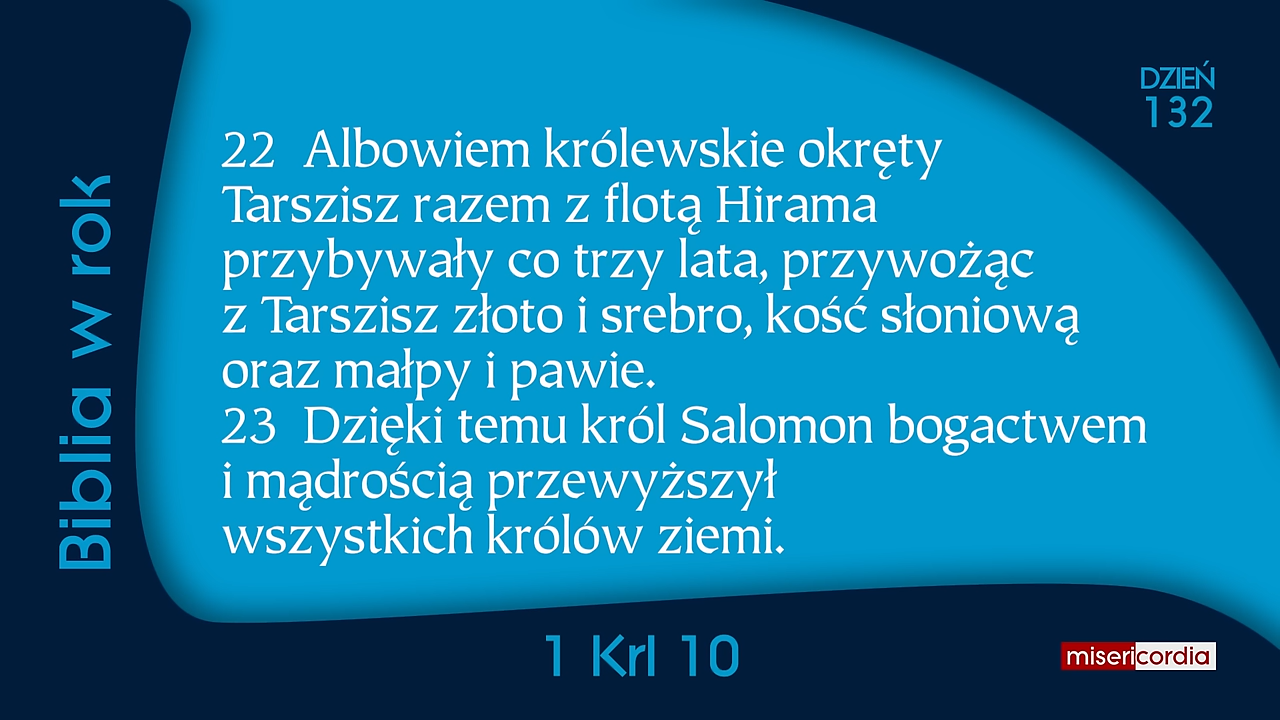 DZIEŃ
132
22 Albowiem królewskie okręty
Tarszisz razem z flotą Hirama
przybywały co trzy lata, przywożąc
z Tarszisz złoto i srebro, kość słoniową
oraz małpy i pawie.
23 Dzięki temu król Salomon bogactwem
i mądrością przewyższył
wszystkich królów ziemi.
Biblia w rok
1 Krl 10
misericordia